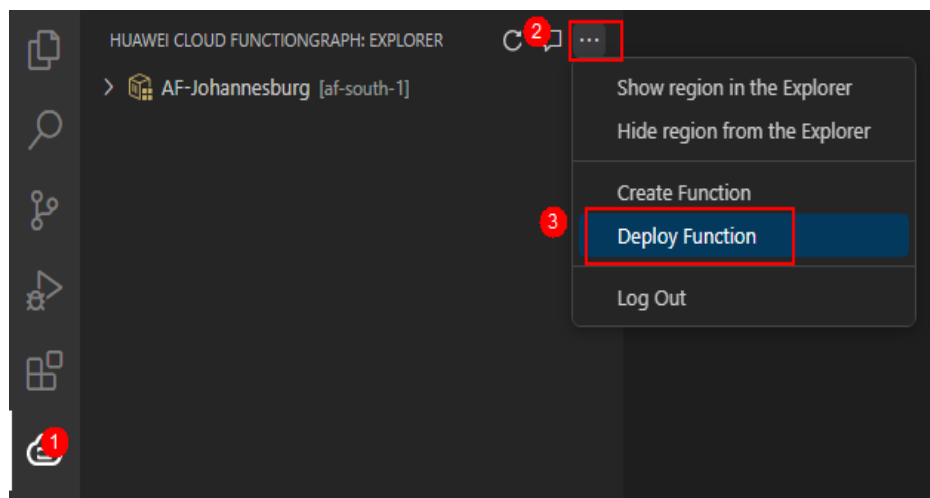 HUAWEI CLOUD FUNCTIONGRAPH: EXPLORER
2
...
AF-Johannesburg [af-south-1]
Show region in the Explorer
Hide region from the Explorer
Create Function
3
Deploy Function
Log Out
1